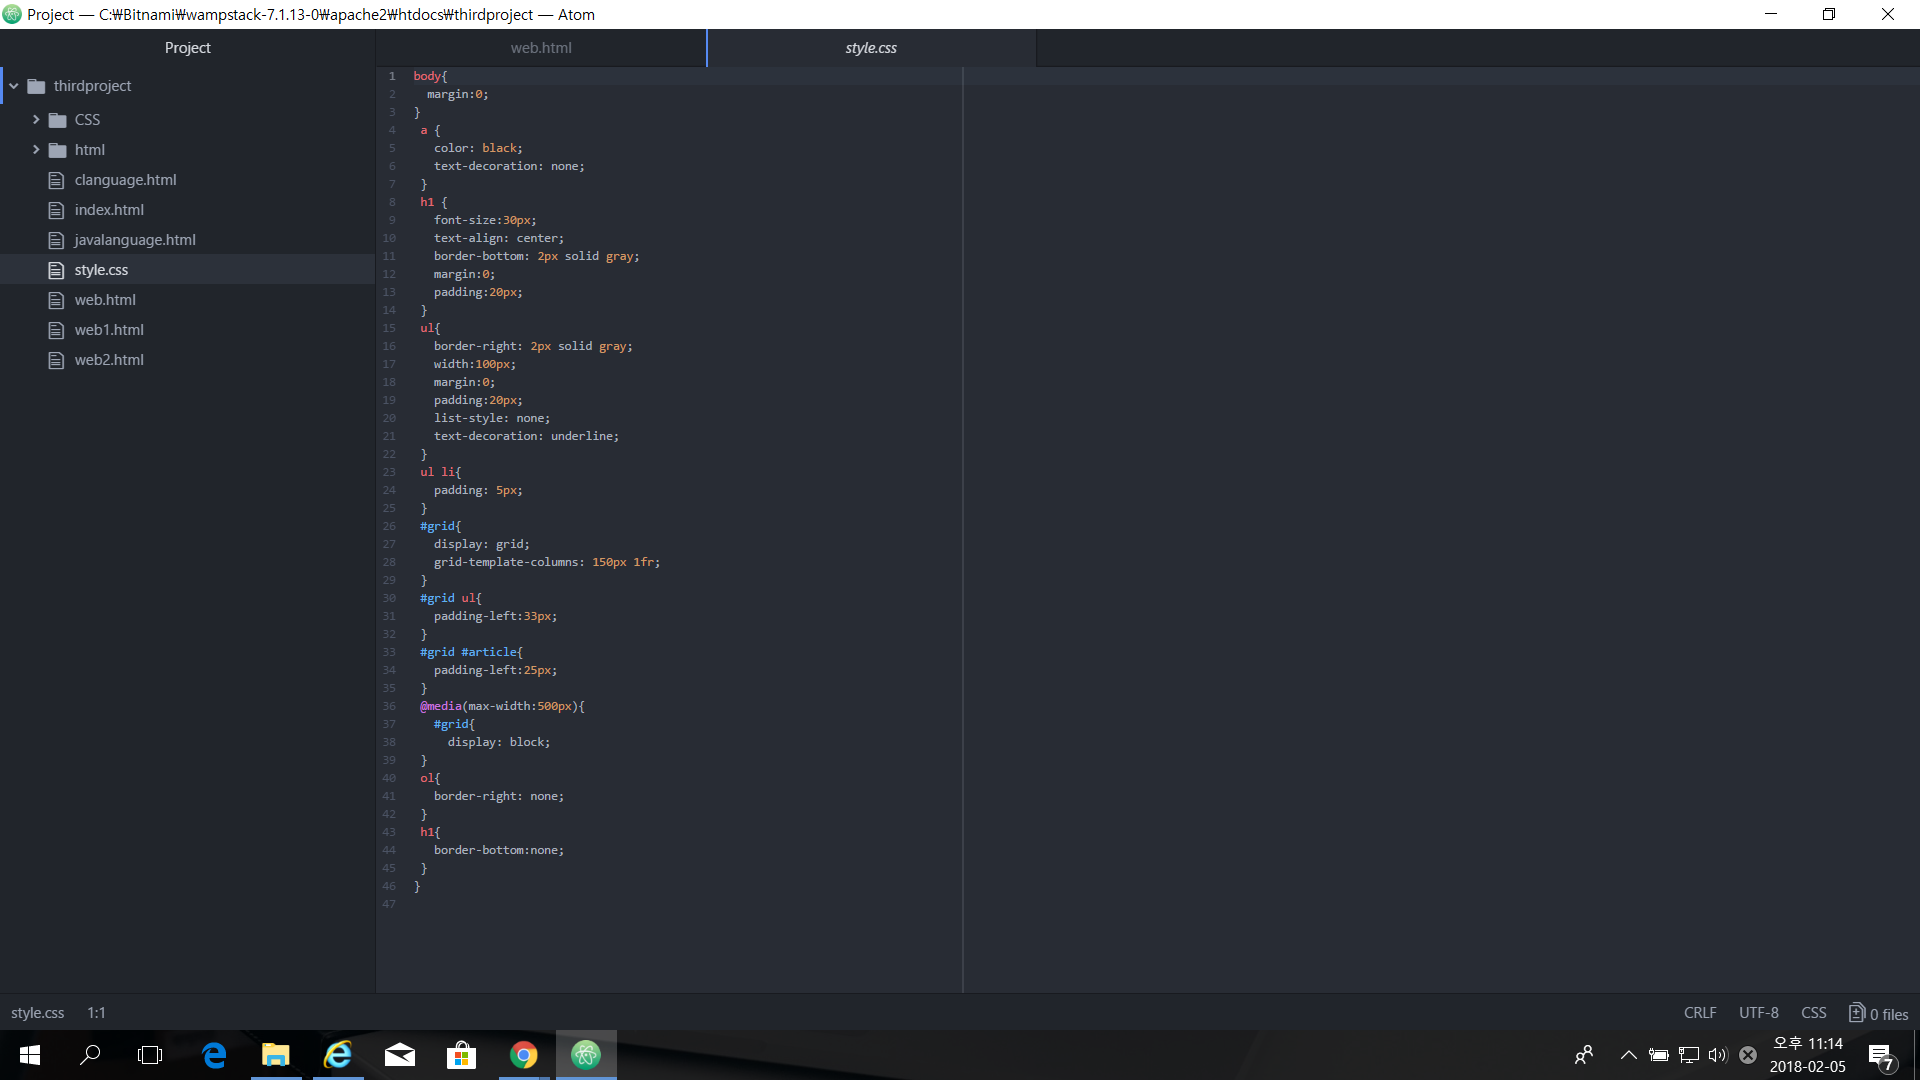 Project — C:₩Bitnami₩wampstack-7.1.13-0₩apache2₩htdocs₩thirdproject — Atom
Project
web.html
style.css
thirdproject
CSS
html
clanguage.html
index.html
javalanguage.html
style.css
web.html
web1.html
web2.html
1 body{
2   margin:0;
3 }
4  a {
5    color: black;
6    text-decoration: none;
7  }
8  h1 {
9    font-size:30px;
10    text-align: center;
11    border-bottom: 2px solid gray;
12    margin:0;
13    padding:20px;
14  }
15  ul{
16    border-right: 2px solid gray;
17    width:100px;
18    margin:0;
19    padding:20px;
20    list-style: none;
21    text-decoration: underline;
22  }
23  ul li{
24    padding: 5px;
25  }
26  #grid{
27    display: grid;
28    grid-template-columns: 150px 1fr;
29  }
30  #grid ul{
31    padding-left:33px;
32  }
33  #grid #article{
34    padding-left:25px;
35  }
36  @media(max-width:500px){
37    #grid{
38      display: block;
39  }
40  ol{
41    border-right: none;
42  }
43  h1{
44    border-bottom:none;
45  }
46 }
47
style.css 1:1
CRLF UTF-8 CSS 0 files
오후 11:14
2018-02-05
7